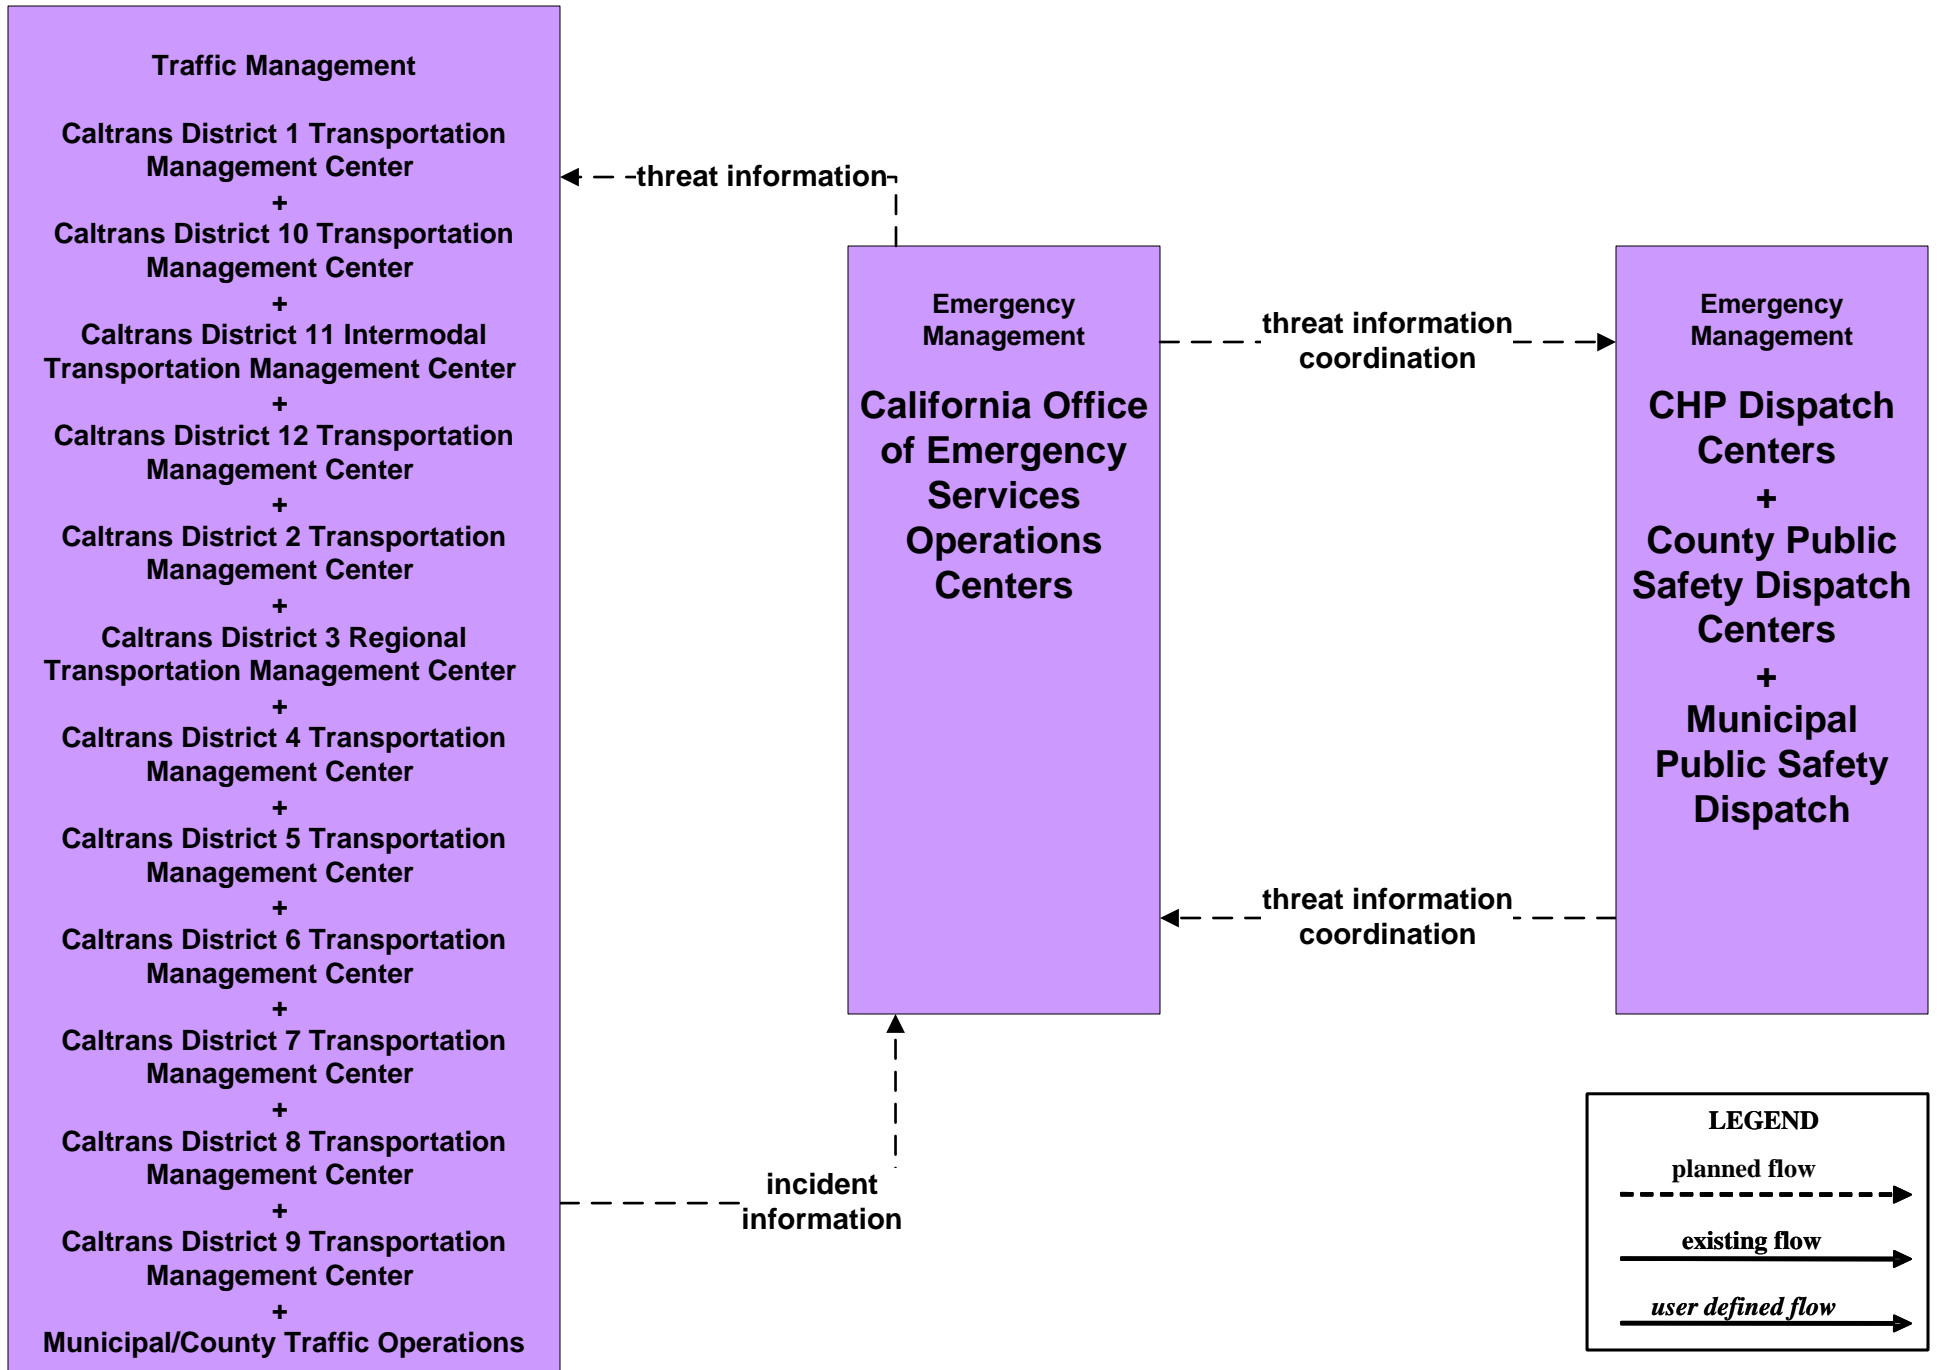 Traffic Management
Caltrans District 1 Transportation
Management Center
+
Caltrans District 10 Transportation
Management Center
+
Caltrans District 11 Intermodal
Transportation Management Center
+
Caltrans District 12 Transportation
Management Center
+
Caltrans District 2 Transportation
Management Center
+
Caltrans District 3 Regional
Transportation Management Center
+
Caltrans District 4 Transportation
Management Center
+
Caltrans District 5 Transportation
Management Center
+
Caltrans District 6 Transportation
Management Center
+
Caltrans District 7 Transportation
Management Center
+
Caltrans District 8 Transportation
Management Center
+
Caltrans District 9 Transportation
Management Center
+
Municipal/County Traffic Operations
threat information
Emergency
Management
California Office
of Emergency
Services
Operations
Centers
threat information
coordination
threat information
coordination
incident
information
Emergency
Management
CHP Dispatch
Centers
+
County Public
Safety Dispatch
Centers
+
Municipal
Public Safety
Dispatch
LEGEND
planned flow
existing flow
user defined flow